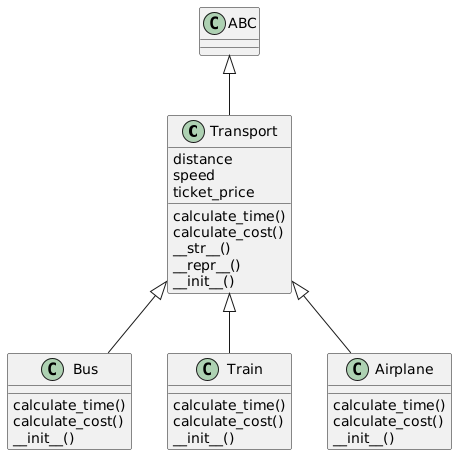 C ABC
C Transport
distance
speed
ticket_price
calculate_time()
calculate_cost()
__str__()
__repr__()
__init__()
C Bus
calculate_time()
calculate_cost()
__init__()
C Train
calculate_time()
calculate_cost()
__init__()
C Airplane
calculate_time()
calculate_cost()
__init__()